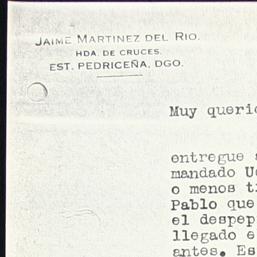 JAIME MARTINEZ DEL RIO.
HDA. DE CRUCES.
EST. PEDRICEÑA, DGO.
Muy
entregue
mandado
o menos
Pablo que
el
llegado
antes. Es